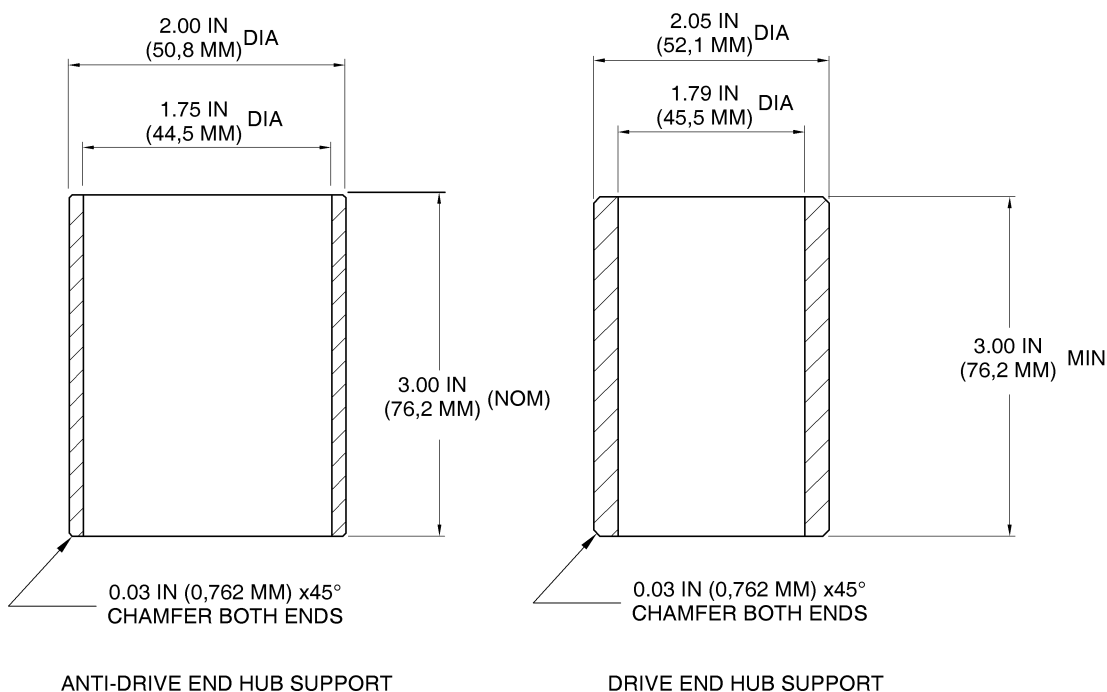 2.00 IN
(50,8 MM) DIA
1.75 IN
(44,5 MM) DIA
3.00 IN
(76,2 MM) (NOM)
0.03 IN (0,762 MM) x45°
CHAMFER BOTH ENDS
ANTI-DRIVE END HUB SUPPORT
2.05 IN
(52,1 MM) DIA
1.79 IN
(45,5 MM) DIA
3.00 IN
(76,2 MM) MIN
0.03 IN (0,762 MM) x45°
CHAMFER BOTH ENDS
DRIVE END HUB SUPPORT